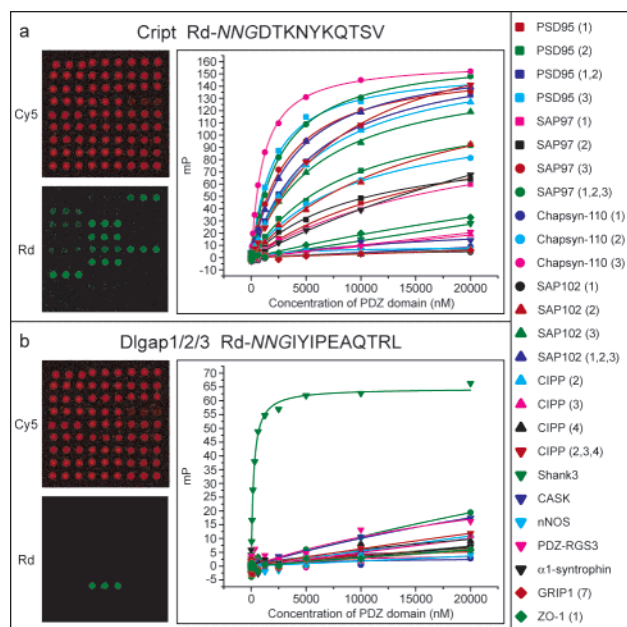 a
Cript Rd-NNGDTKNYKQTSV
Cy5
Rd
mP
160
150
140
130
120
110
100
90
80
70
60
50
40
30
20
10
0
-10
0 5000 10000 15000 20000
Concentration of PDZ domain (nM)
b
Dlgap1/2/3 Rd-NNGIYIPEAQTRL
Cy5
Rd
mP
65
60
55
50
45
40
35
30
25
20
15
10
5
0
-5
0 5000 10000 15000 20000
Concentration of PDZ domain (nM)
PSD95 (1)
PSD95 (2)
PSD95 (1,2)
PSD95 (3)
SAP97 (1)
SAP97 (2)
SAP97 (3)
SAP97 (1,2,3)
Chapsyn-110 (1)
Chapsyn-110 (2)
Chapsyn-110 (3)
SAP102 (1)
SAP102 (2)
SAP102 (3)
SAP102 (1,2,3)
CIPP (2)
CIPP (3)
CIPP (4)
CIPP (2,3,4)
Shank3
CASK
nNOS
PDZ-RGS3
α1-syntrophin
GRIP1 (7)
ZO-1 (1)